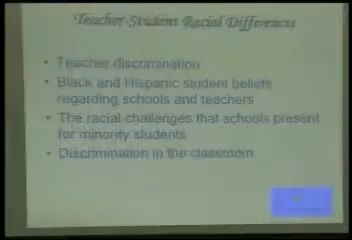 Teacher-Student Racial Differences
• Teacher discrimination
• Black and Hispanic student beliefs
regarding schools and teachers
• The racial challenges that schools present
for minority students
• Discrimination in the classroom